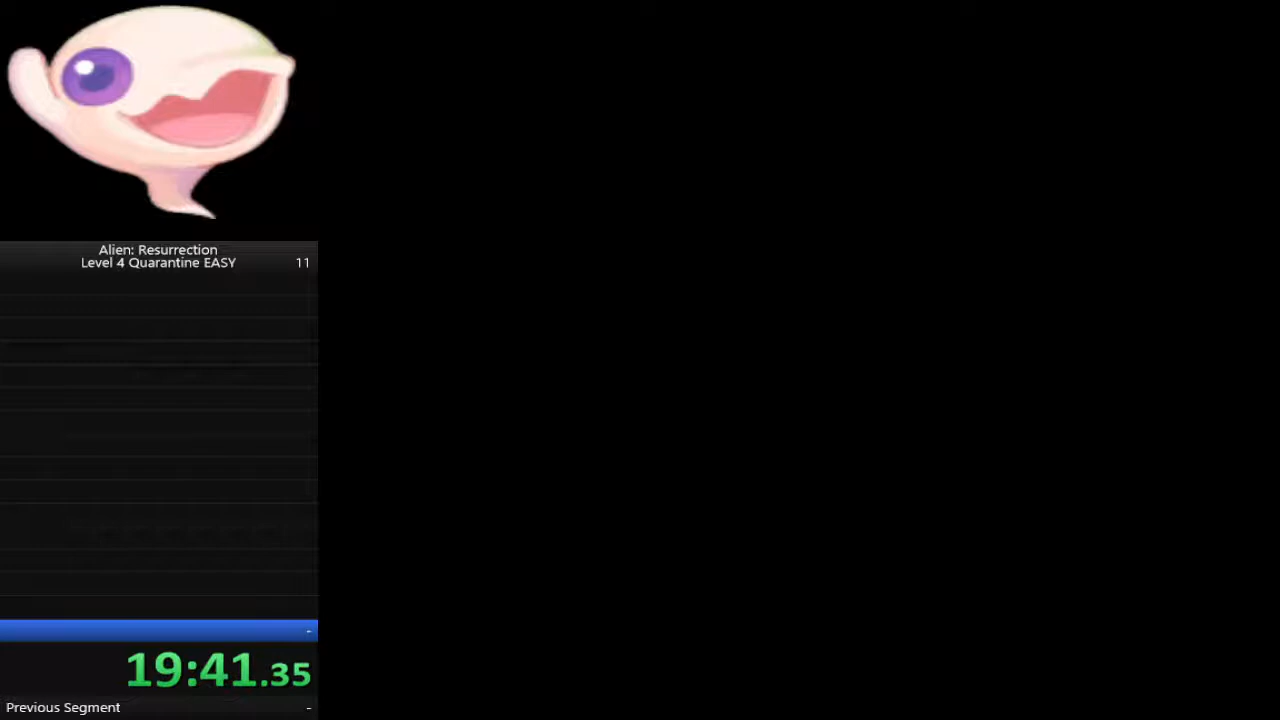 Alien: Resurrection
Level 4 Quarantine EASY 11
-
19:41.35
Previous Segment -